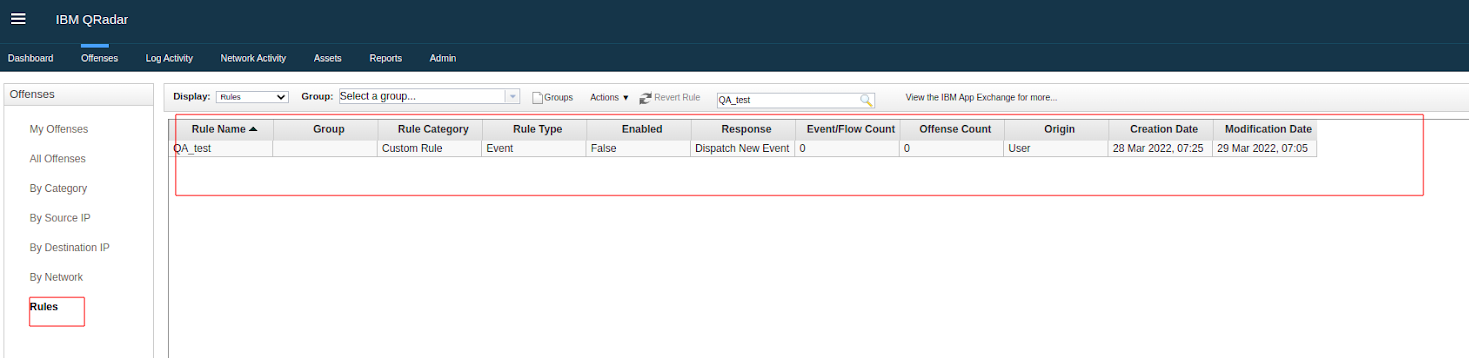 IBM QRadar
Dashboard Offenses Log Activity Network Activity Assets Reports Admin
Offenses
My Offenses
All Offenses
By Category
By Source IP
By Destination IP
By Network
Rules
Display: Rules Group: Select a group... Groups Actions Revert Rule QA_test View the IBM App Exchange for more...
Rule Name Group Rule Category Rule Type Enabled Response Event/Flow Count Offense Count Origin Creation Date Modification Date
QA_test Custom Rule Event False Dispatch New Event 0 0 User 28 Mar 2022, 07:25 29 Mar 2022, 07:05